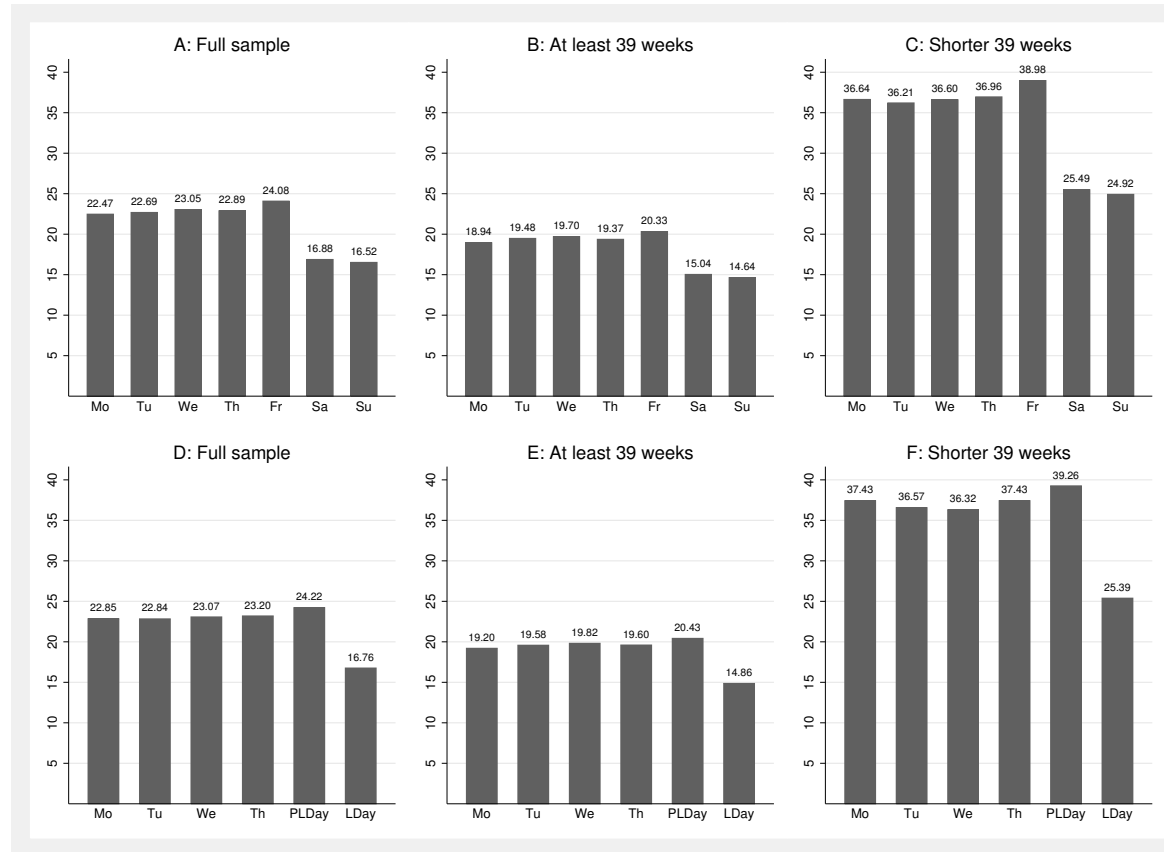 A: Full sample
40
35
30
25
20
15
10
5
22.47 22.69 23.05 22.89 24.08 16.88 16.52
Mo Tu We Th Fr Sa Su
B: At least 39 weeks
40
35
30
25
20
15
10
5
18.94 19.48 19.70 19.37 20.33 15.04 14.64
Mo Tu We Th Fr Sa Su
C: Shorter 39 weeks
40
35
30
25
20
15
10
5
36.64 36.21 36.60 36.96 38.98 25.49 24.92
Mo Tu We Th Fr Sa Su
D: Full sample
40
35
30
25
20
15
10
5
22.85 22.84 23.07 23.20 24.22 16.76
Mo Tu We Th PLDay LDay
E: At least 39 weeks
40
35
30
25
20
15
10
5
19.20 19.58 19.82 19.60 20.43 14.86
Mo Tu We Th PLDay LDay
F: Shorter 39 weeks
40
35
30
25
20
15
10
5
37.43 36.57 36.32 37.43 39.26 25.39
Mo Tu We Th PLDay LDay